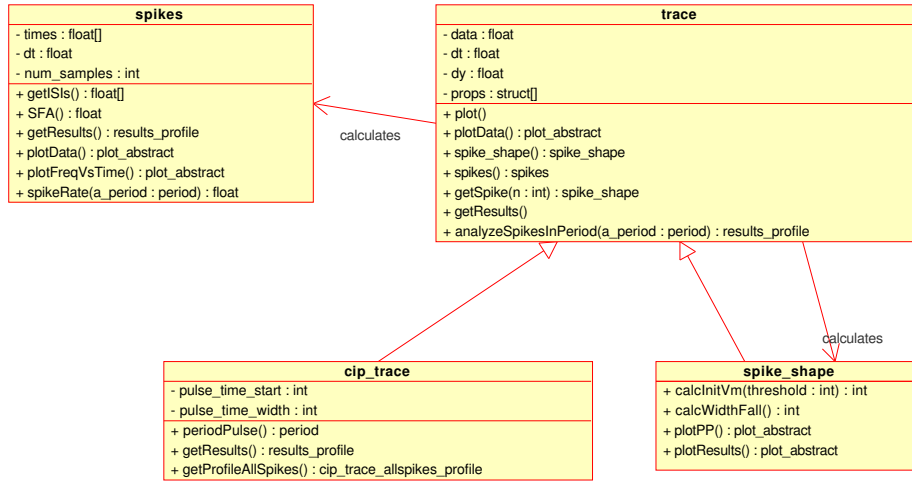 spikes
- times : float[]
- dt : float
- num_samples : int
+ getISIs() : float[]
+ SFA() : float
+ getResults() : results_profile
+ plotData() : plot_abstract
+ plotFreqVsTime() : plot_abstract
+ spikeRate(a_period : period) : float
trace
- data : float
- dt : float
- dy : float
- props : struct[]
+ plot()
+ plotData() : plot_abstract
+ spike_shape() : spike_shape
+ spikes() : spikes
+ getSpike(n : int) : spike_shape
+ getResults()
+ analyzeSpikesInPeriod(a_period : period) : results_profile
calculates
calculates
cip_trace
- pulse_time_start : int
- pulse_time_width : int
+ periodPulse() : period
+ getResults() : results_profile
+ getProfileAllSpikes() : cip_trace_allspikes_profile
spike_shape
+ calcInitVm(threshold : int) : int
+ calcWidthFall() : int
+ plotPP() : plot_abstract
+ plotResults() : plot_abstract